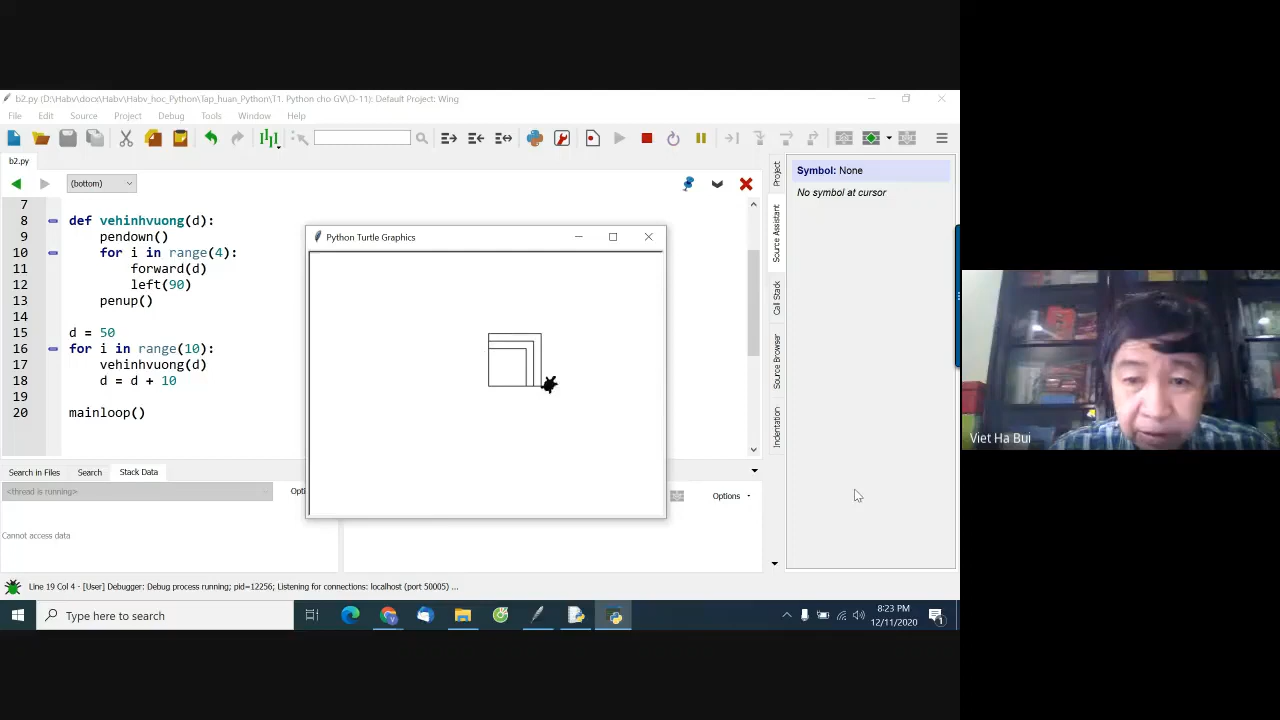 b2.py (D:\Habv\docx\Habv\Habv_hoc_Python\Tap_huan_Python\T1. Python cho GV\D-11): Default Project: Wing
File Edit Source Project Debug Tools Window Help
b2.py
(bottom)
7
8 def vehinhvuong(d):
9 pendown()
10 for i in range(4):
11 forward(d)
12 left(90)
13 penup()
14
15 d = 50
16 for i in range(10):
17 vehinhvuong(d)
18 d = d + 10
19
20 mainloop()
Python Turtle Graphics
Project
Source Assistant
Call Stack
Source Browser
Indentation
Symbol: None
No symbol at cursor
Viet Ha Bui
Search in Files Search Stack Data
<thread is running> Opti
Options
Cannot access data
Line 19 Col 4 - [User] Debugger: Debug process running; pid=12256; Listening for connections: localhost (port 50005) ...
Type here to search
8:23 PM
12/11/2020
1